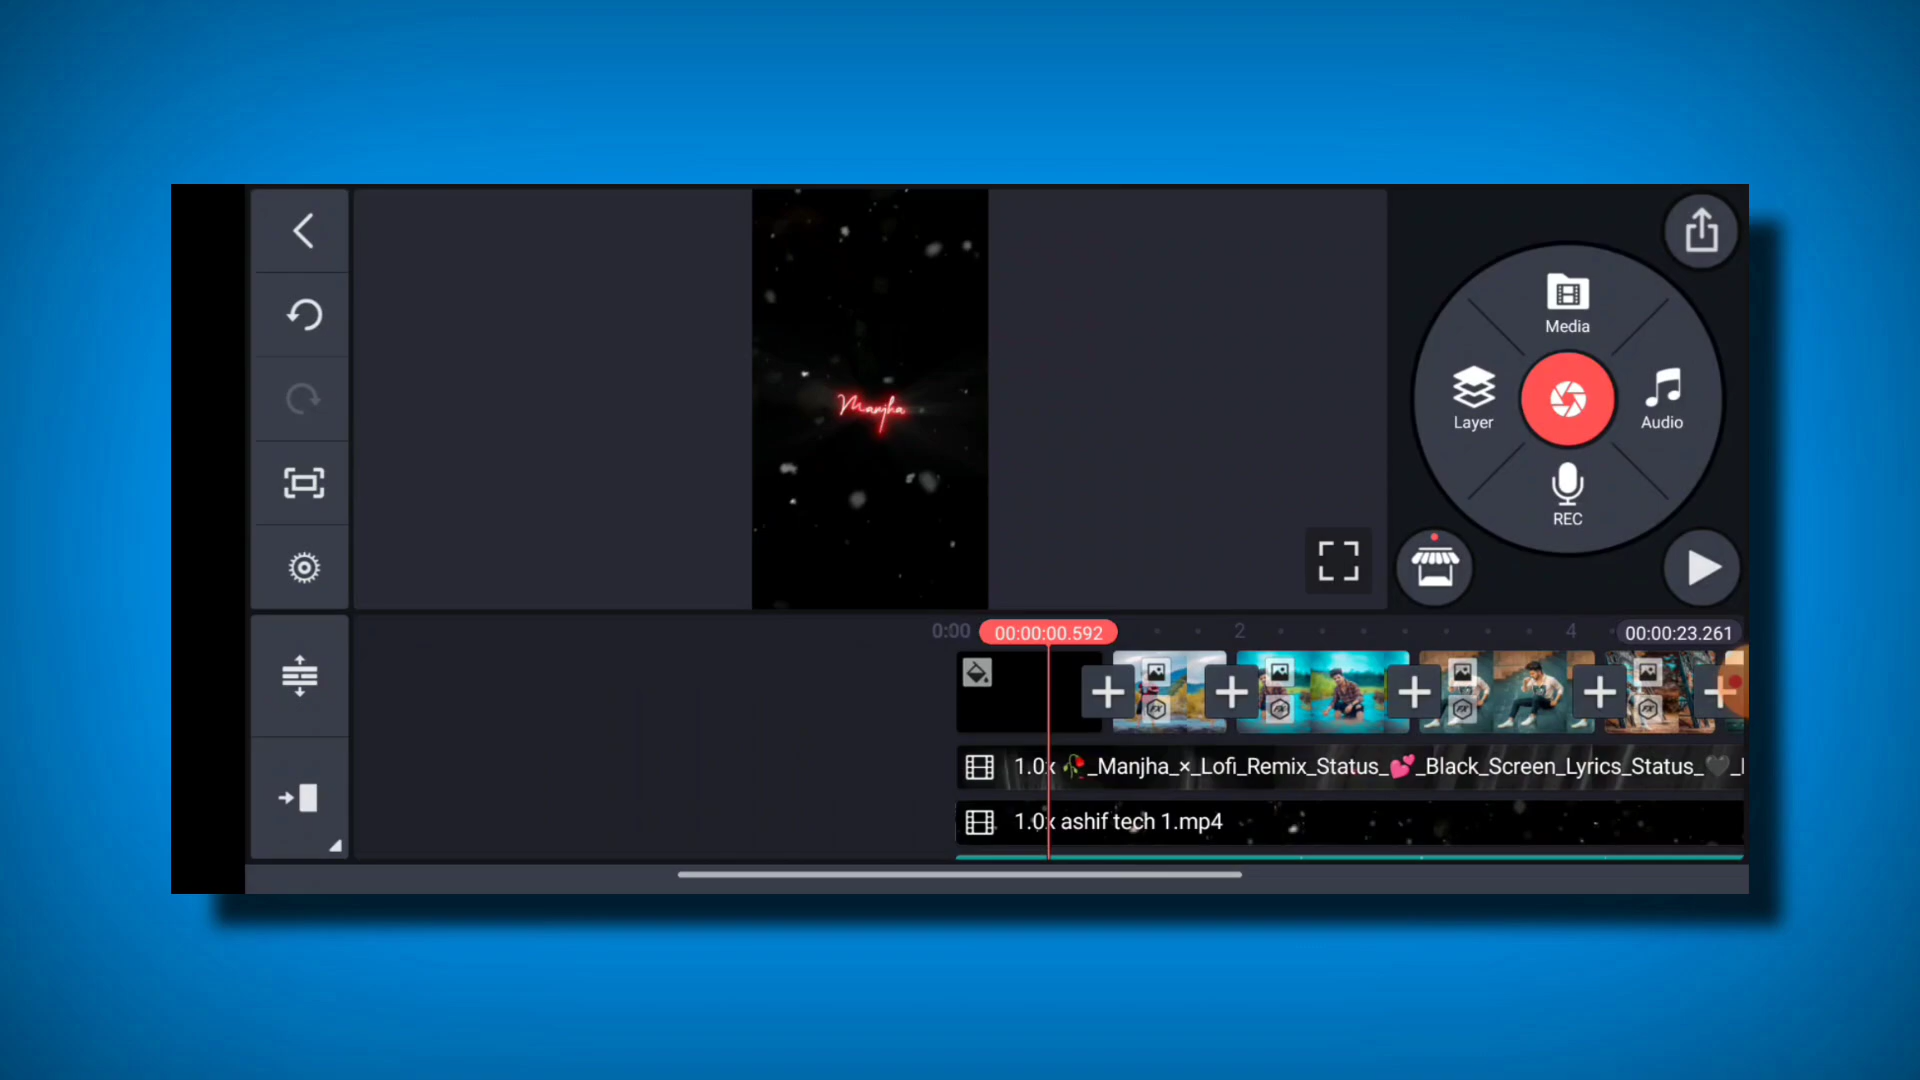 Media
Layer
Audio
REC
Manjha
0:00
00:00:00.592
2
4
00:00:23.261
1.0x 🥀_Manjha_×_Lofi_Remix_Status_💕_Black_Screen_Lyrics_Status_🖤_
1.0x ashif tech 1.mp4